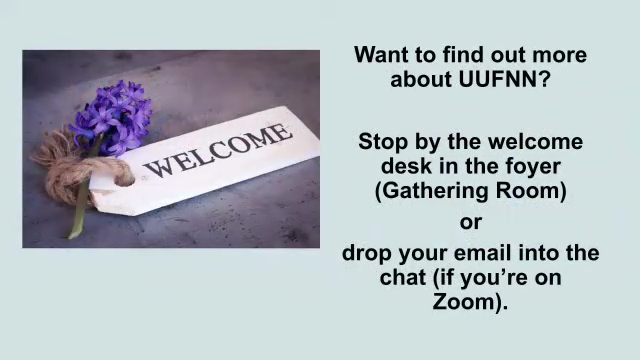 WELCOME
Want to find out more
about UUFNN?
Stop by the welcome
desk in the foyer
(Gathering Room)
or
drop your email into the
chat (if you’re on
Zoom).